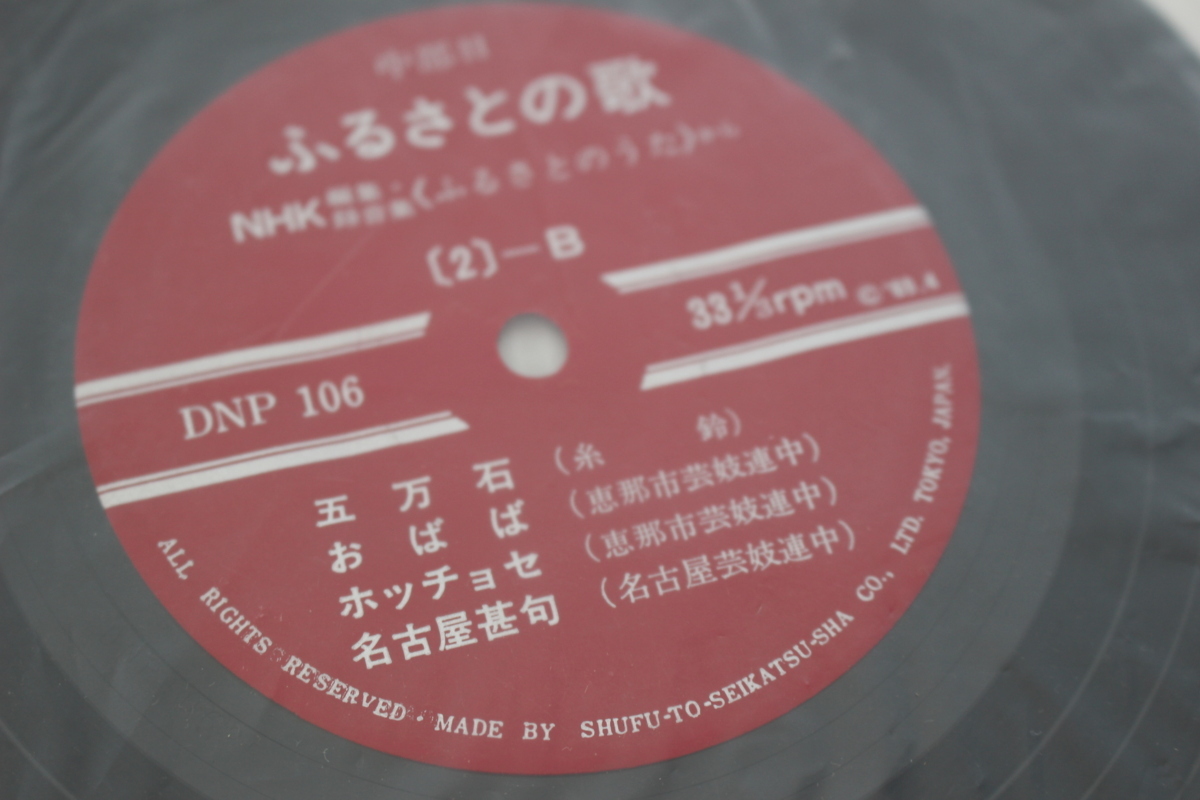 ふるさとの歌
NHK編集・録音集《ふるさとのうた》から
〔2〕—B
33⅓rpm
DNP 106
五万石 (糸鈴)
おばば (恵那市芸妓連中)
ホッチョセ (恵那市芸妓連中)
名古屋甚句 (名古屋芸妓連中)
ALL RIGHTS RESERVED · MADE BY SHUFU-TO-SEIKATSU-SHA CO., LTD. TOKYO, JAPAN